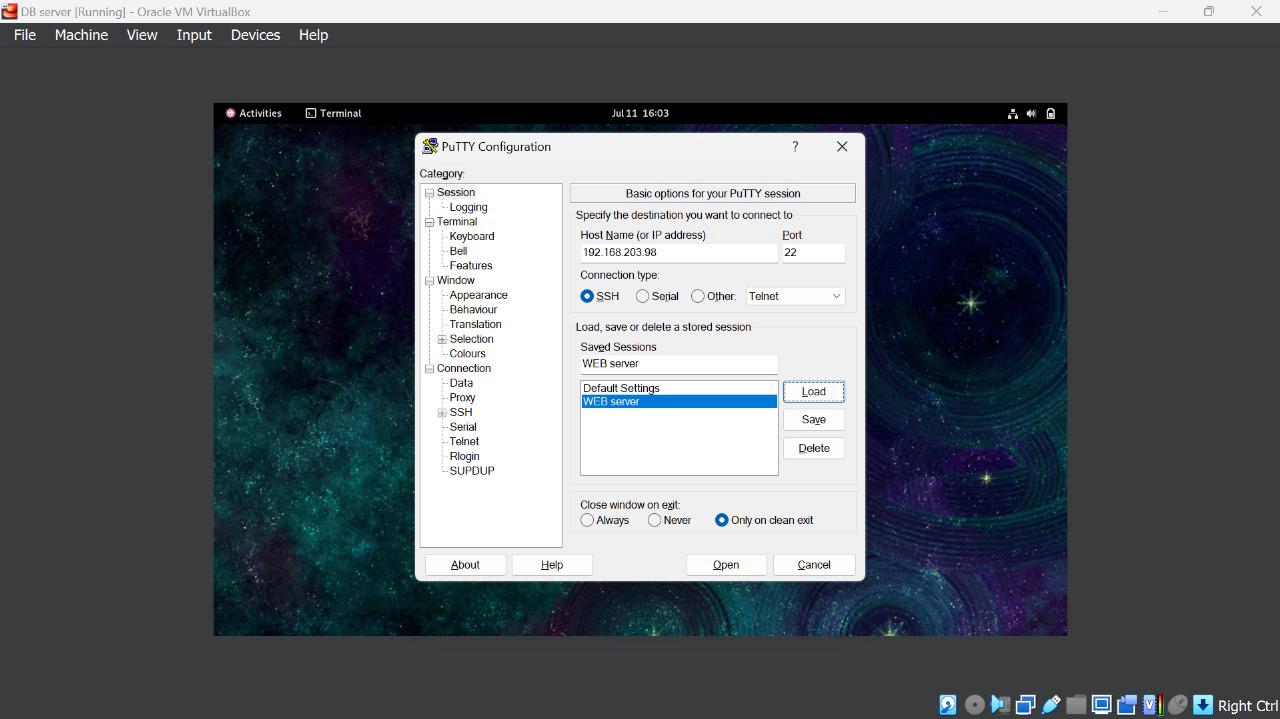 DB server [Running] - Oracle VM VirtualBox
File Machine View Input Devices Help
Activities Terminal Jul 11 16:03
PuTTY Configuration ?
Category:
Session
Logging
Terminal
Keyboard
Bell
Features
Window
Appearance
Behaviour
Translation
Selection
Colours
Connection
Data
Proxy
SSH
Serial
Telnet
Rlogin
SUPDUP
Basic options for your PuTTY session
Specify the destination you want to connect to
Host Name (or IP address) Port
192.168.203.98 22
Connection type:
SSH Serial Other: Telnet
Load, save or delete a stored session
Saved Sessions
WEB server
Default Settings
WEB server
Load
Save
Delete
Close window on exit:
Always Never Only on clean exit
About Help Open Cancel
Right Ctrl